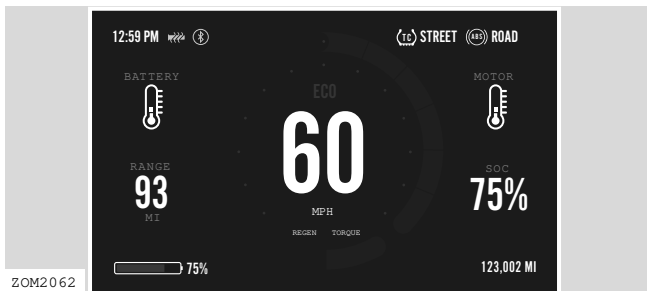 12:59 PM
TC STREET ABS ROAD
BATTERY
MOTOR
ECO
60
MPH
REGEN TORQUE
RANGE
93
MI
SOC
75%
75%
123,002 MI
ZOM2062